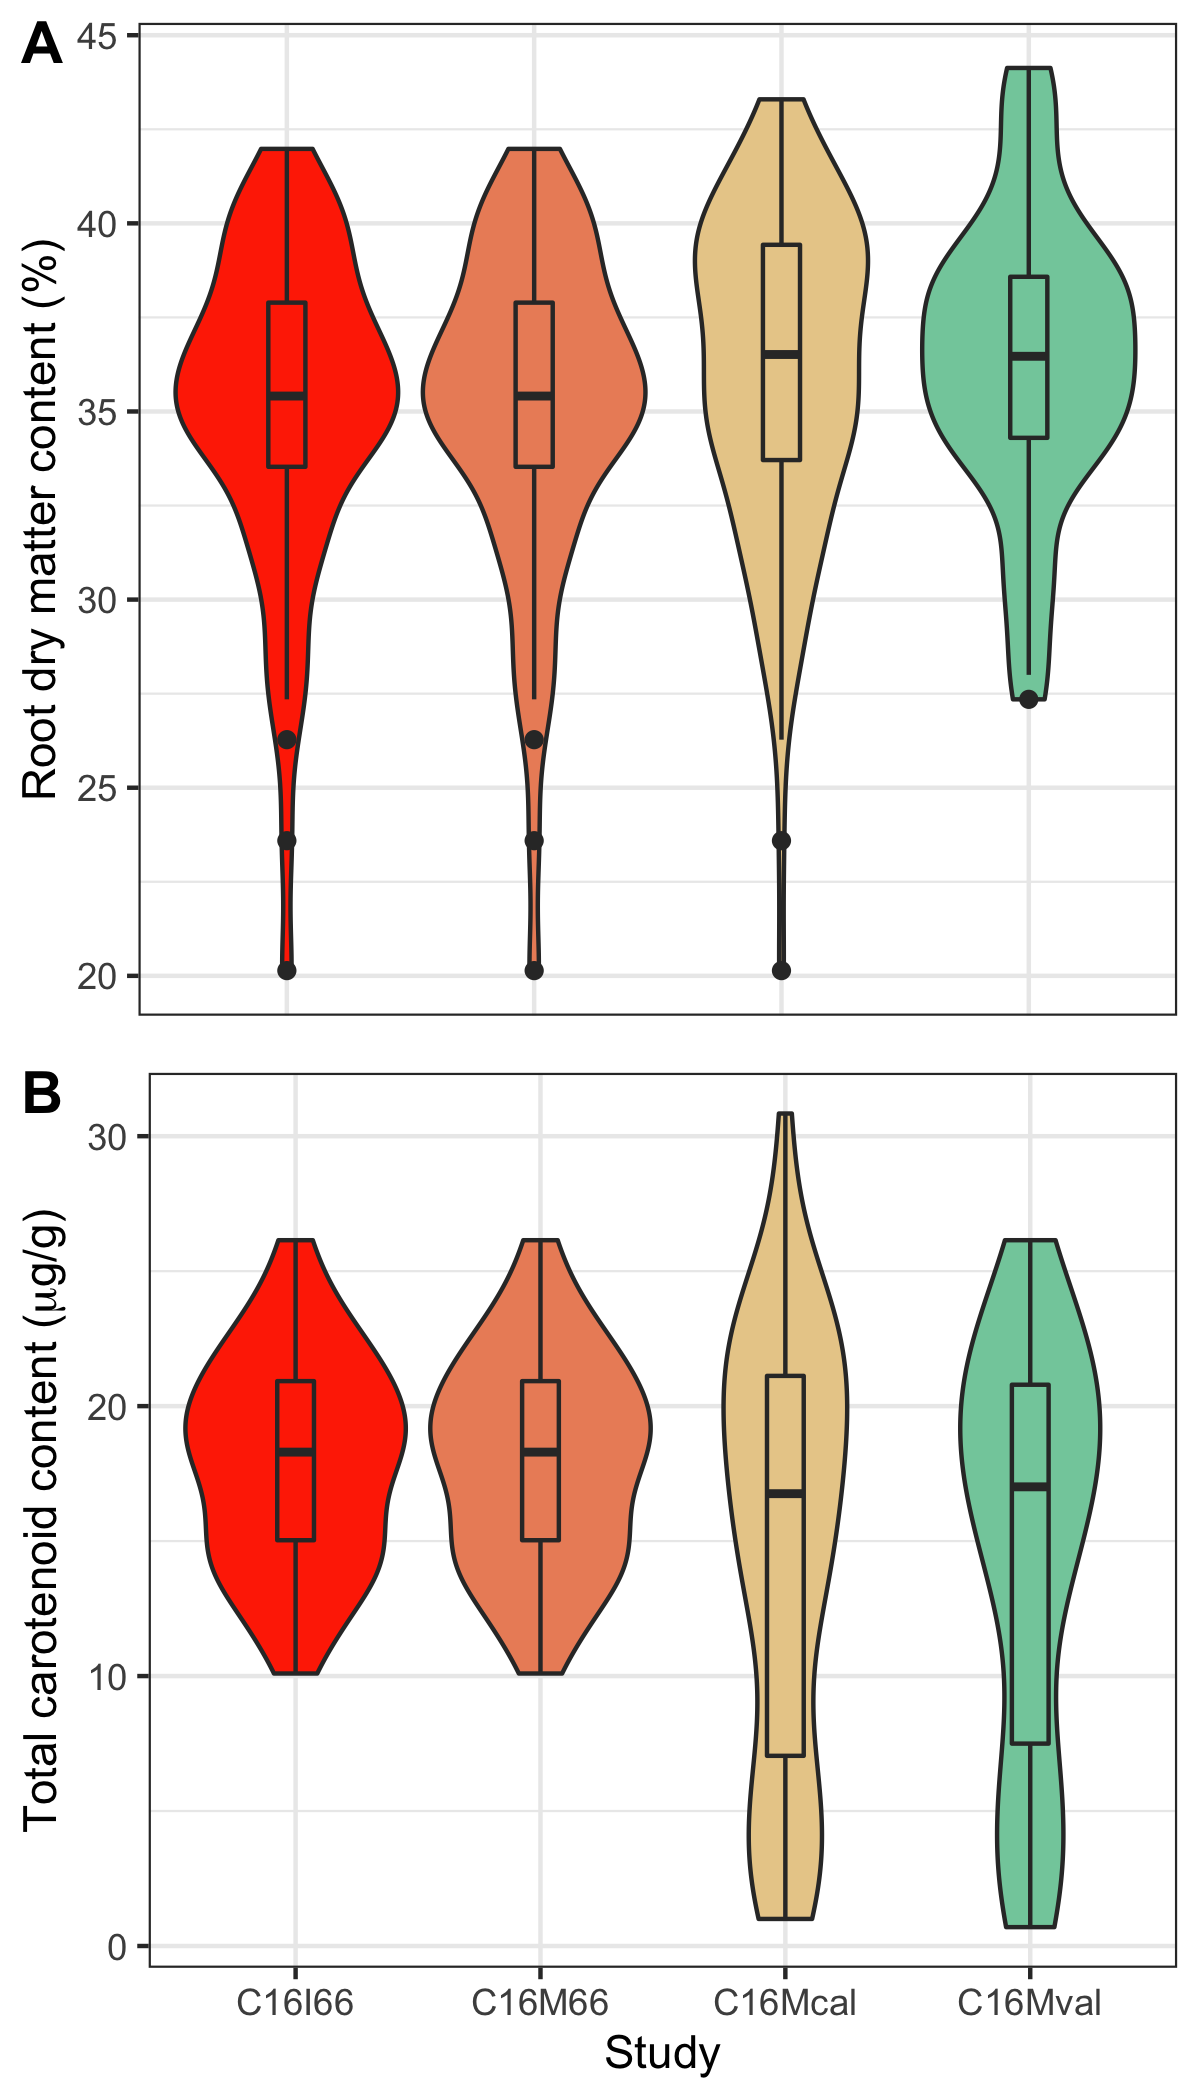 A
Root dry matter content (%)
45
40
35
30
25
20
B
Total carotenoid content (μg/g)
30
20
10
0
C16I66 C16M66 C16Mcal C16Mval
Study